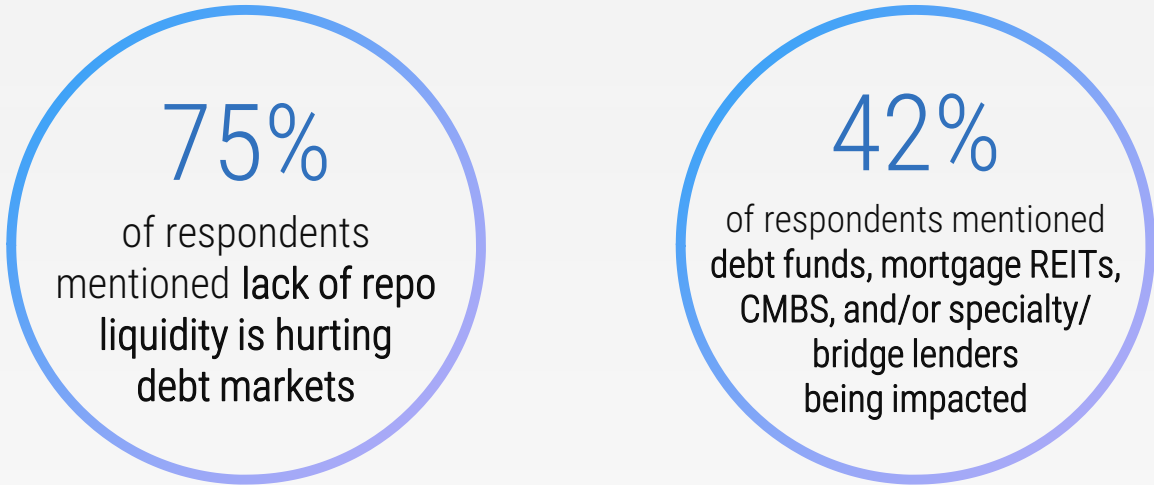 75%
of respondents
mentioned lack of repo
liquidity is hurting
debt markets
42%
of respondents mentioned
debt funds, mortgage REITs,
CMBS, and/or specialty/
bridge lenders
being impacted